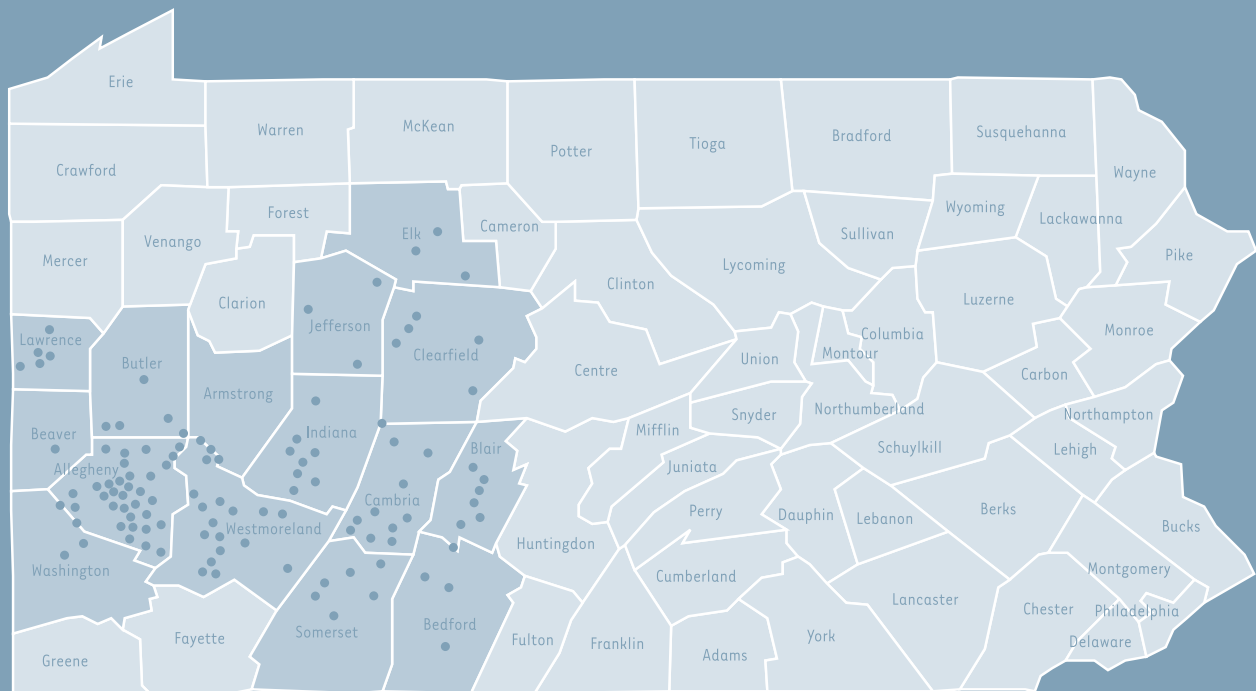 Erie
Warren
McKean
Potter
Tioga
Bradford
Susquehanna
Wayne
Crawford
Forest
Cameron
Wyoming
Lackawanna
Venango
Elk
Sullivan
Mercer
Lycoming
Pike
Clarion
Clinton
Luzerne
Jefferson
Lawrence
Clearfield
Columbia
Monroe
Butler
Centre
Union
Montour
Carbon
Armstrong
Snyder
Northumberland
Northampton
Beaver
Indiana
Mifflin
Blair
Schuylkill
Lehigh
Allegheny
Juniata
Cambria
Perry
Dauphin
Lebanon
Berks
Bucks
Westmoreland
Huntingdon
Washington
Cumberland
Montgomery
Lancaster
Chester
Philadelphia
Fayette
Somerset
Bedford
Fulton
Franklin
York
Delaware
Greene
Adams